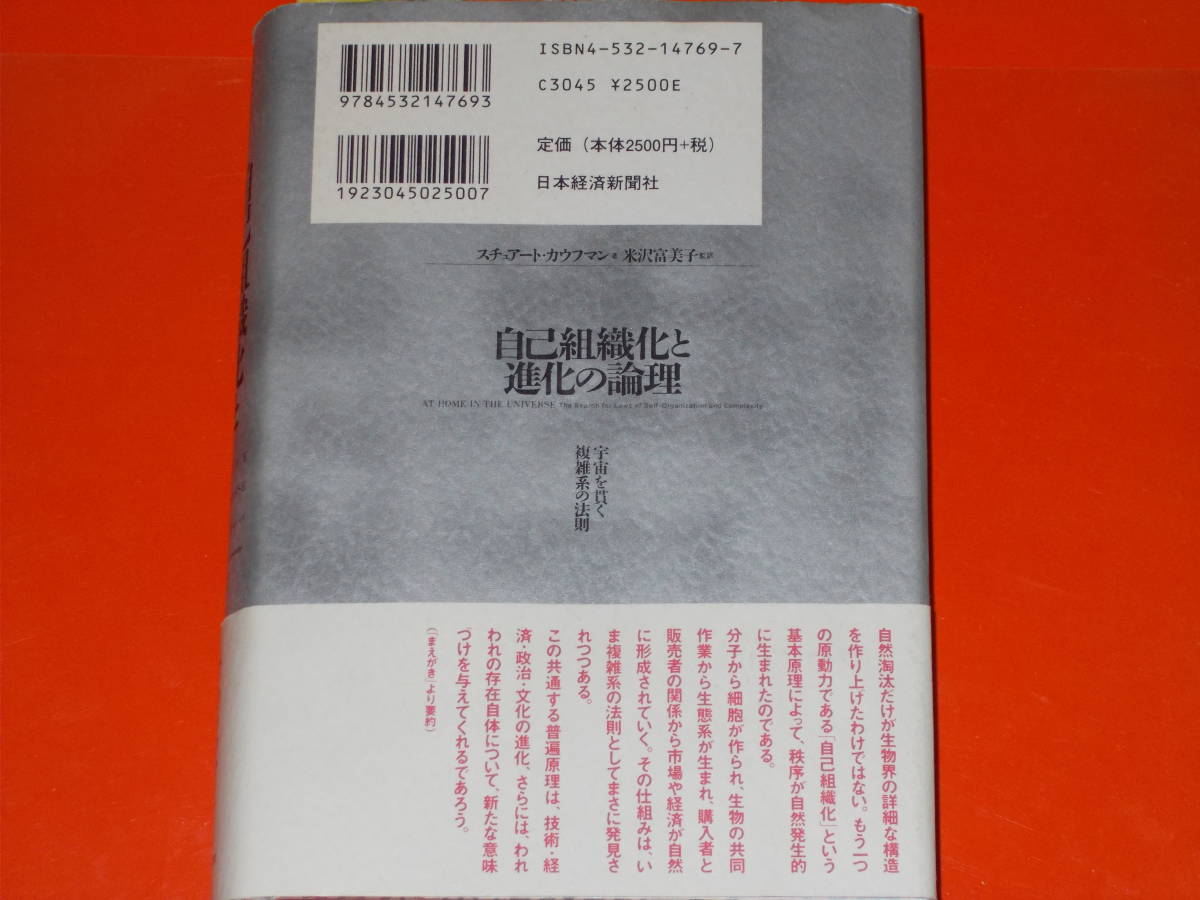 ISBN4-532-14769-7
C3045 ¥2500E
9784532147693
定価（本体2500円+税）
日本経済新聞社
1923045025007
スチュアート・カウフマン 著 米沢富美子 監訳
自己組織化と
進化の論理
AT HOME IN THE UNIVERSE The Search for Laws of Self-Organization and Complexity
宇宙を貫く
複雑系の法則
自然淘汰だけが生物界の詳細な構造
を作り上げたわけではない。もう一つ
の原動力である「自己組織化」という
基本原理によって、秩序が自然発生的
に生まれたのである。
分子から細胞が作られ、生物の共同
作業から生態系が生まれ、購入者と
販売者の関係から市場や経済が自然
に形成されていく。その仕組みは、い
ま複雑系の法則としてまさに発見さ
れつつある。
この共通する普遍原理は、技術・経
済・政治・文化の進化、さらには、われ
われの存在自体について、新たな意味
づけを与えてくれるであろう。
（「まえがき」より要約）